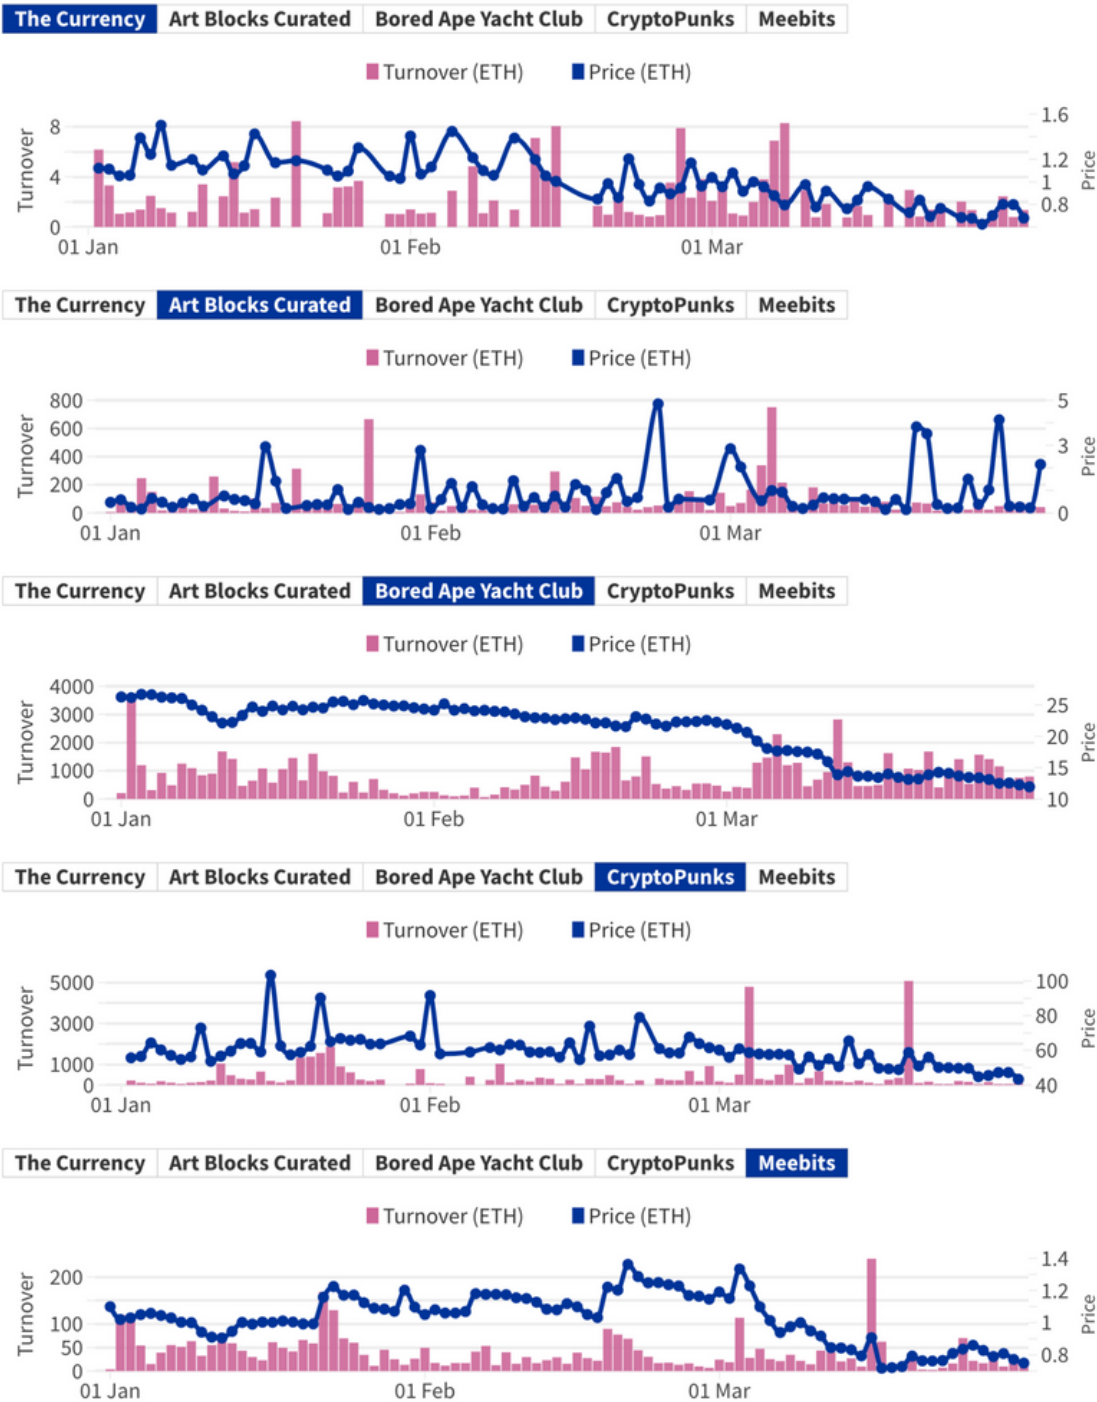 The Currency Art Blocks Curated Bored Ape Yacht Club CryptoPunks Meebits
Turnover (ETH) Price (ETH)
Turnover
8
4
0
1.6
1.2
1
0.8
Price
01 Jan 01 Feb 01 Mar
The Currency Art Blocks Curated Bored Ape Yacht Club CryptoPunks Meebits
Turnover (ETH) Price (ETH)
Turnover
800
600
400
200
0
5
3
1
0
Price
01 Jan 01 Feb 01 Mar
The Currency Art Blocks Curated Bored Ape Yacht Club CryptoPunks Meebits
Turnover (ETH) Price (ETH)
Turnover
4000
3000
2000
1000
0
25
20
15
10
Price
01 Jan 01 Feb 01 Mar
The Currency Art Blocks Curated Bored Ape Yacht Club CryptoPunks Meebits
Turnover (ETH) Price (ETH)
Turnover
5000
3000
1000
0
100
80
60
40
Price
01 Jan 01 Feb 01 Mar
The Currency Art Blocks Curated Bored Ape Yacht Club CryptoPunks Meebits
Turnover (ETH) Price (ETH)
Turnover
200
100
50
0
1.4
1.2
1
0.8
Price
01 Jan 01 Feb 01 Mar